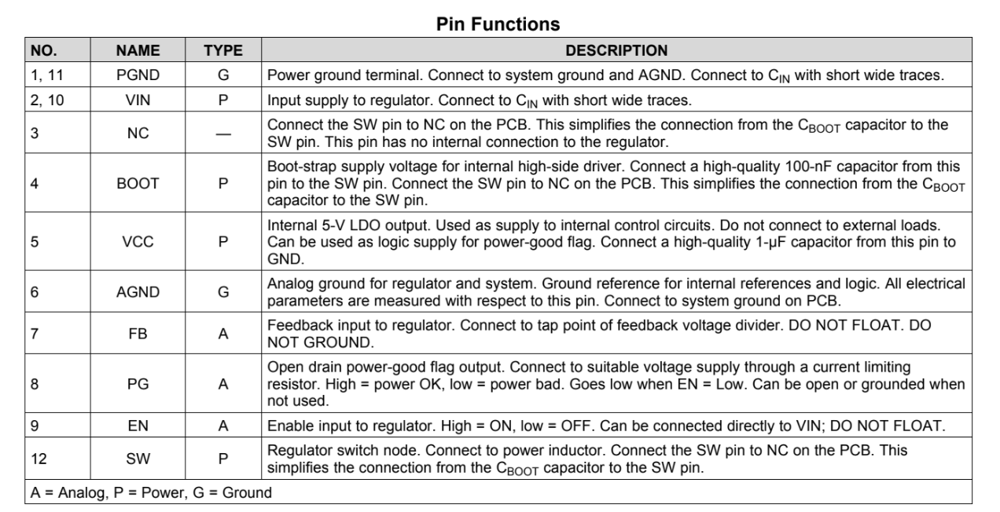 Pin Functions
NO. NAME TYPE DESCRIPTION
1, 11 PGND G Power ground terminal. Connect to system ground and AGND. Connect to CIN with short wide traces.
2, 10 VIN P Input supply to regulator. Connect to CIN with short wide traces.
3 NC — Connect the SW pin to NC on the PCB. This simplifies the connection from the CBOOT capacitor to the
SW pin. This pin has no internal connection to the regulator.
4 BOOT P Boot-strap supply voltage for internal high-side driver. Connect a high-quality 100-nF capacitor from this
pin to the SW pin. Connect the SW pin to NC on the PCB. This simplifies the connection from the CBOOT
capacitor to the SW pin.
5 VCC P Internal 5-V LDO output. Used as supply to internal control circuits. Do not connect to external loads.
Can be used as logic supply for power-good flag. Connect a high-quality 1-µF capacitor from this pin to
GND.
6 AGND G Analog ground for regulator and system. Ground reference for internal references and logic. All electrical
parameters are measured with respect to this pin. Connect to system ground on PCB.
7 FB A Feedback input to regulator. Connect to tap point of feedback voltage divider. DO NOT FLOAT. DO
NOT GROUND.
8 PG A Open drain power-good flag output. Connect to suitable voltage supply through a current limiting
resistor. High = power OK, low = power bad. Goes low when EN = Low. Can be open or grounded when
not used.
9 EN A Enable input to regulator. High = ON, low = OFF. Can be connected directly to VIN; DO NOT FLOAT.
12 SW P Regulator switch node. Connect to power inductor. Connect the SW pin to NC on the PCB. This
simplifies the connection from the CBOOT capacitor to the SW pin.
A = Analog, P = Power, G = Ground